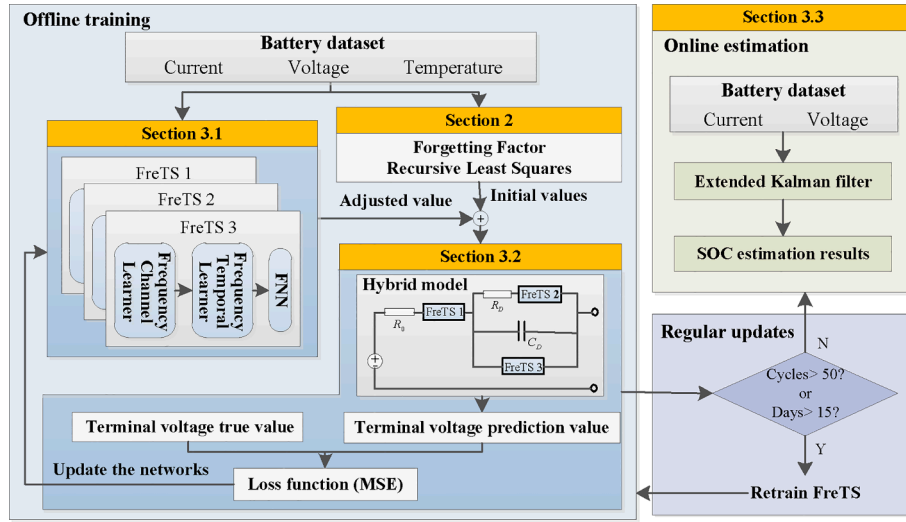 Offline training
Battery dataset
Current Voltage Temperature
Section 3.1
FreTS 1
FreTS 2
FreTS 3
Frequency
Channel
Learner
Frequency
Temporal
Learner
FNN
Section 2
Forgetting Factor
Recursive Least Squares
Adjusted value
Initial values
+
Section 3.2
Hybrid model
R₀
FreTS 1
R_D
FreTS 2
C_D
FreTS 3
Terminal voltage true value
Terminal voltage prediction value
Update the networks
Loss function (MSE)
Section 3.3
Online estimation
Battery dataset
Current Voltage
Extended Kalman filter
SOC estimation results
Regular updates
N
Cycles> 50?
or
Days> 15?
Y
Retrain FreTS